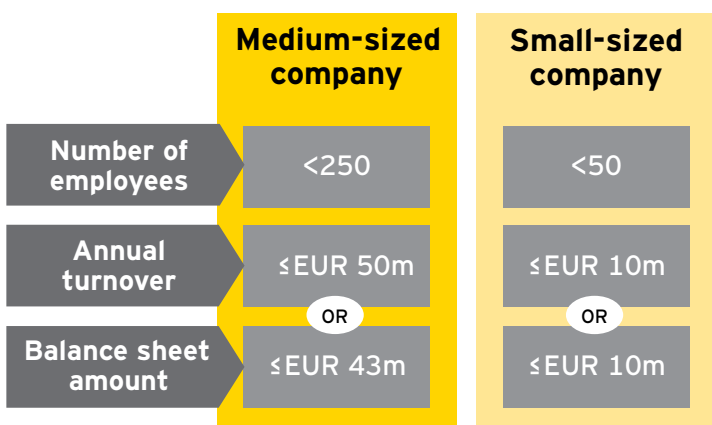 Medium-sized
company
Small-sized
company
Number of
employees
<250
<50
Annual
turnover
≤EUR 50m
≤EUR 10m
OR
OR
Balance sheet
amount
≤EUR 43m
≤EUR 10m